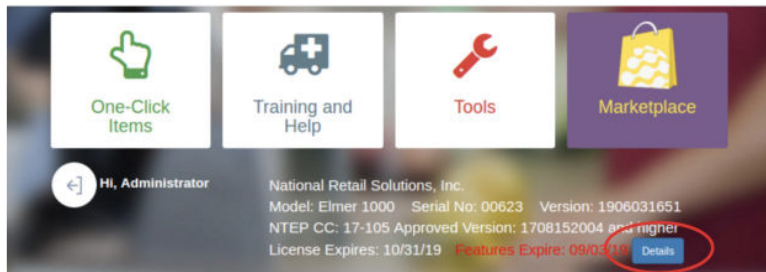 One-Click
Items
Training and
Help
Tools
Marketplace
Hi, Administrator
National Retail Solutions, Inc.
Model: Elmer 1000 Serial No: 00623 Version: 1906031651
NTEP CC: 17-105 Approved Version: 1708152004 and higher
License Expires: 10/31/19 Features Expire: 09/03/19 Details